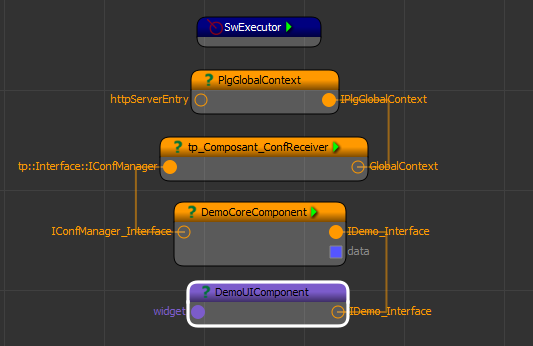 SwExecutor
? PlgGlobalContext
httpServerEntry IPlgGlobalContext
? tp_Composant_ConfReceiver
tp::Interface::IConfManager GlobalContext
? DemoCoreComponent
IConfManager_Interface IDemo_Interface
data
? DemoUIComponent
widget IDemo_Interface